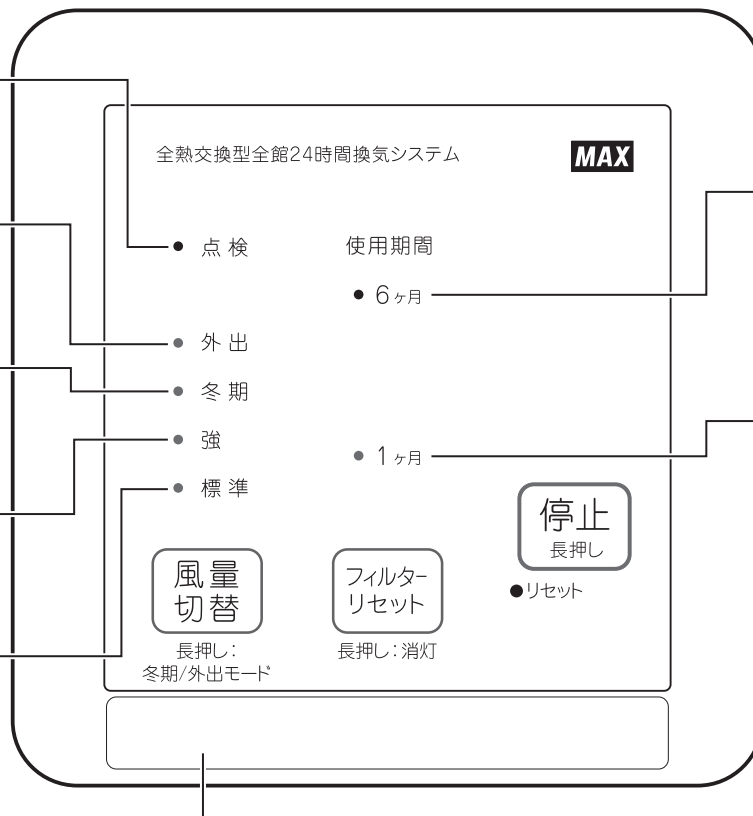 全熱交換型全館24時間換気システム
MAX
点検
使用期間
6ヶ月
外出
冬期
強
1ヶ月
標準
停止
長押し
リセット
風量
切替
フィルター
リセット
長押し：
冬期/外出モード
長押し：消灯